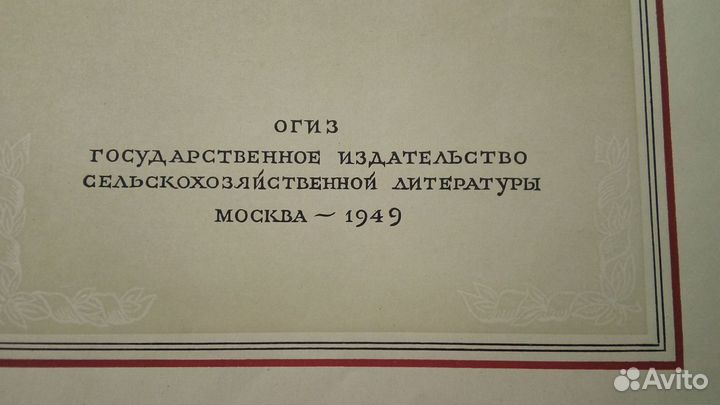 ОГИЗ
ГОСУДАРСТВЕННОЕ ИЗДАТЕЛЬСТВО
СЕЛЬСКОХОЗЯЙСТВЕННОЙ ЛИТЕРАТУРЫ
МОСКВА ~ 1949
Avito